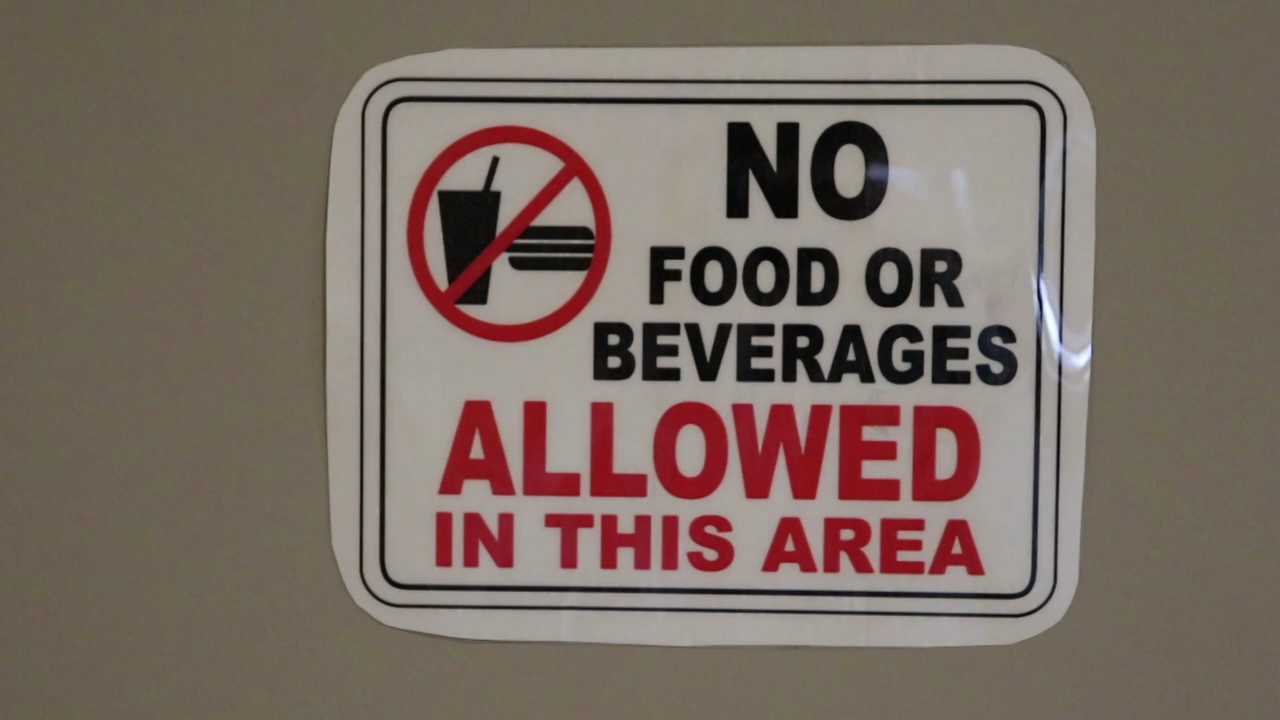 NO
FOOD OR
BEVERAGES
ALLOWED
IN THIS AREA